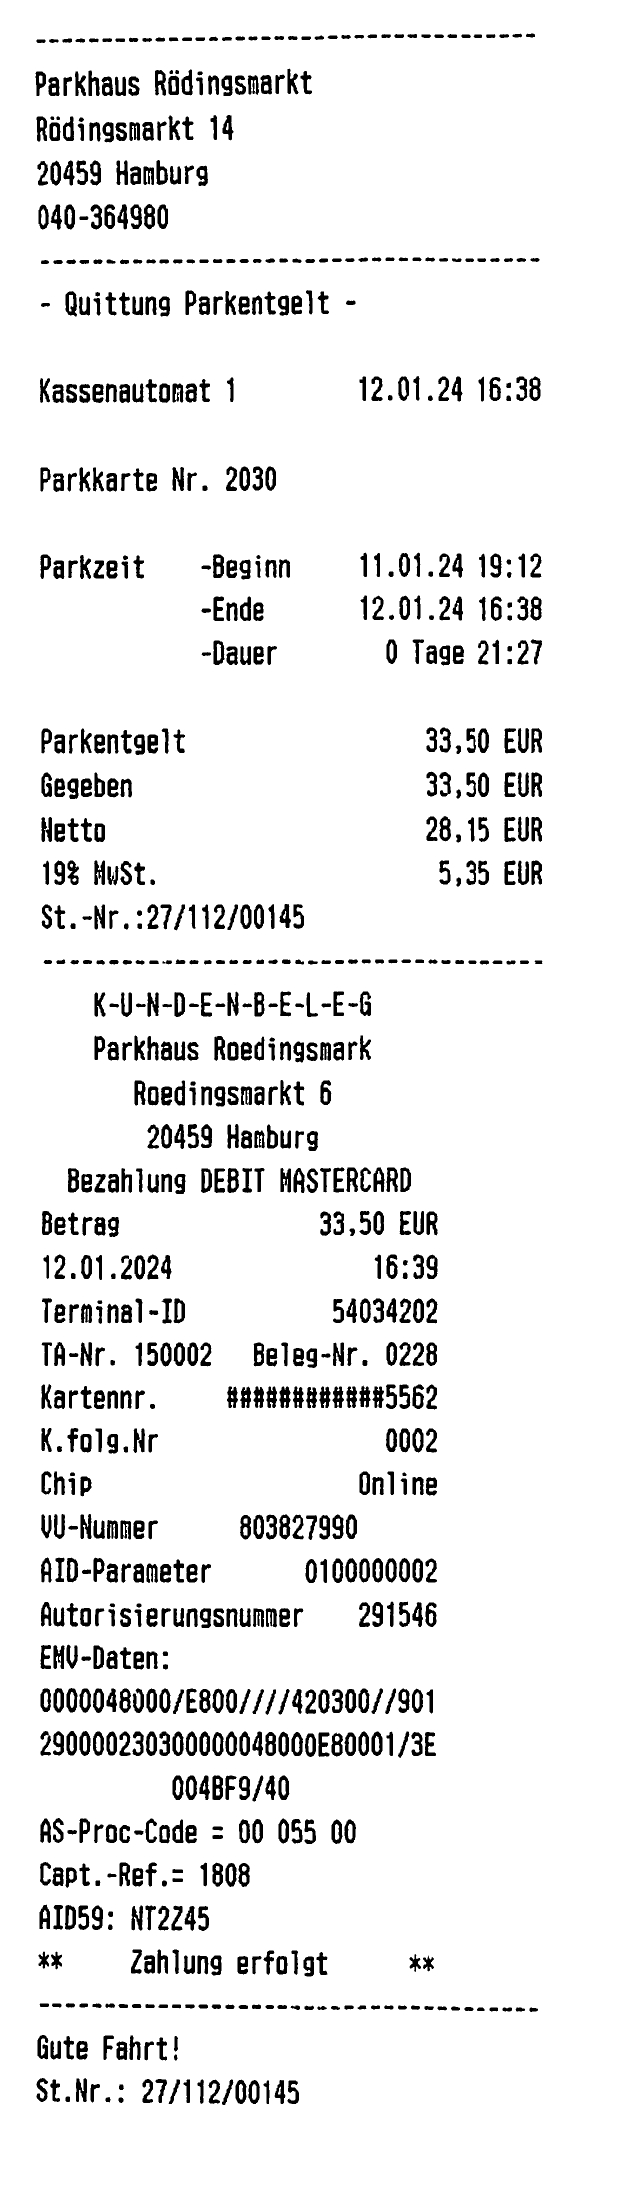 Parkhaus Rödingsmarkt
Rödingsmarkt 14
20459 Hamburg
040-364980
- Quittung Parkentgelt -
Kassenautomat 1 12.01.24 16:38
Parkkarte Nr. 2030
Parkzeit -Beginn 11.01.24 19:12
-Ende 12.01.24 16:38
-Dauer 0 Tage 21:27
Parkentgelt 33,50 EUR
Gegeben 33,50 EUR
Netto 28,15 EUR
19% MwSt. 5,35 EUR
St.-Nr.:27/112/00145
K-U-N-D-E-N-B-E-L-E-G
Parkhaus Roedingsmark
Roedingsmarkt 6
20459 Hamburg
Bezahlung DEBIT MASTERCARD
Betrag 33,50 EUR
12.01.2024 16:39
Terminal-ID 54034202
TA-Nr. 150002 Beleg-Nr. 0228
Kartennr. ############5562
K.folg.Nr 0002
Chip Online
VU-Nummer 803827990
AID-Parameter 0100000002
Autorisierungsnummer 291546
EMV-Daten:
0000048000/E800////420300//901
290000230300000048000E80001/3E
004BF9/40
AS-Proc-Code = 00 055 00
Capt.-Ref.= 1808
AID59: NT2Z45
** Zahlung erfolgt **
Gute Fahrt!
St.Nr.: 27/112/00145